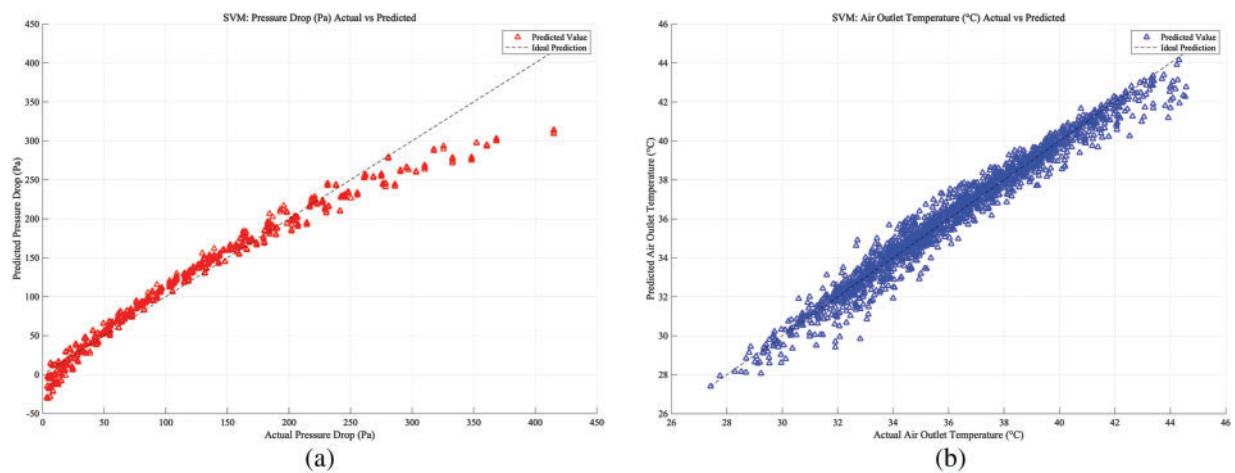 SVM: Pressure Drop (Pa) Actual vs Predicted
450
400
350
300
250
200
150
100
50
0
-50
Predicted Pressure Drop (Pa)
Predicted Value
Ideal Prediction
0 50 100 150 200 250 300 350 400 450
Actual Pressure Drop (Pa)
(a)
SVM: Air Outlet Temperature (°C) Actual vs Predicted
46
44
42
40
38
36
34
32
30
28
26
Predicted Air Outlet Temperature (°C)
Predicted Value
Ideal Prediction
26 28 30 32 34 36 38 40 42 44 46
Actual Air Outlet Temperature (°C)
(b)